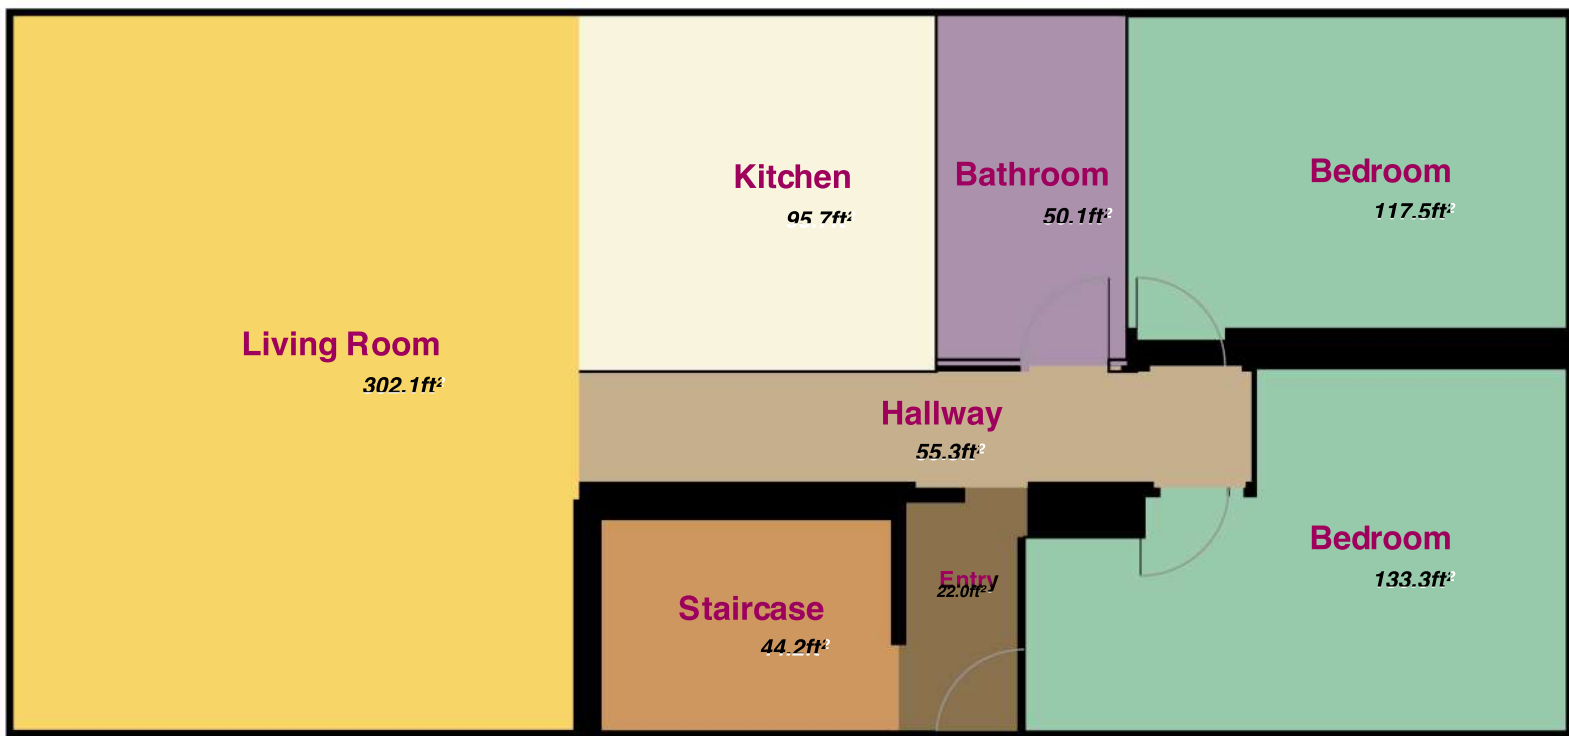 Kitchen
95.7ft²
Bathroom
50.1ft²
Bedroom
117.5ft²
Living Room
302.1ft²
Hallway
55.3ft²
Entry
22.0ft²
Staircase
44.2ft²
Bedroom
133.3ft²